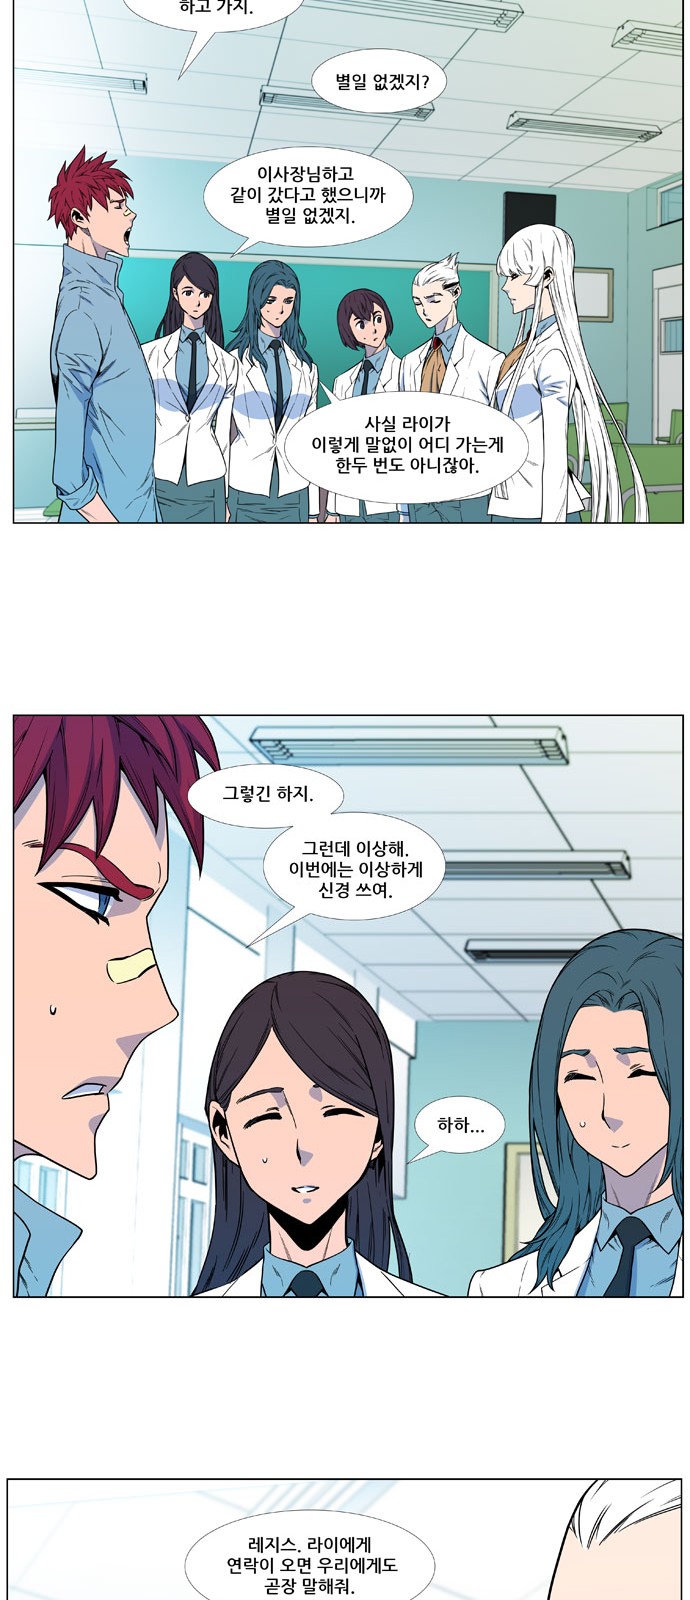 하고 가지.
별일 없겠지?
이사장님하고
같이 갔다고 했으니까
별일 없겠지.
사실 라이가
이렇게 말없이 어디 가는게
한두 번도 아니잖아.
그렇긴 하지.
그런데 이상해.
이번에는 이상하게
신경 쓰여.
하하...
레지스. 라이에게
연락이 오면 우리에게도
곧장 말해줘.